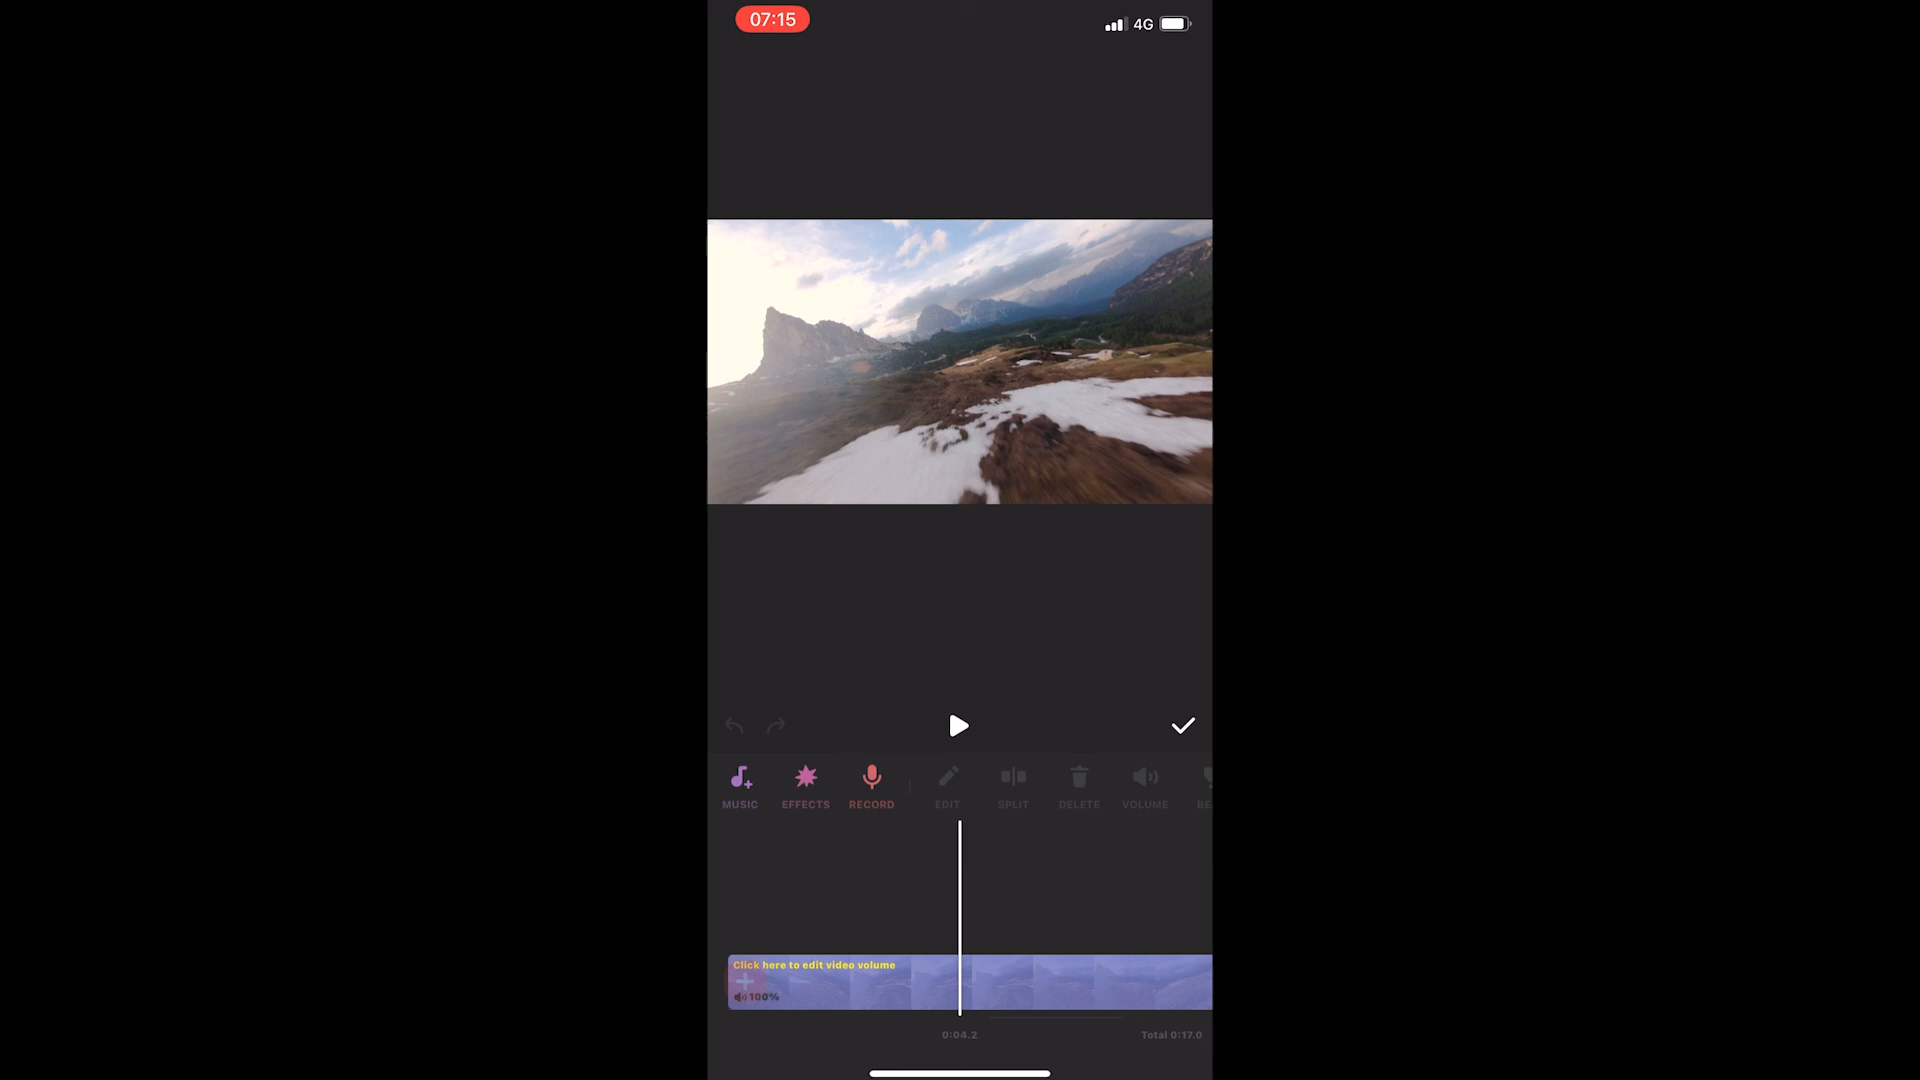 07:15
4G
MUSIC EFFECTS RECORD EDIT SPLIT DELETE VOLUME BE
Click here to edit video volume
100%
0:04.2 Total 0:17.0